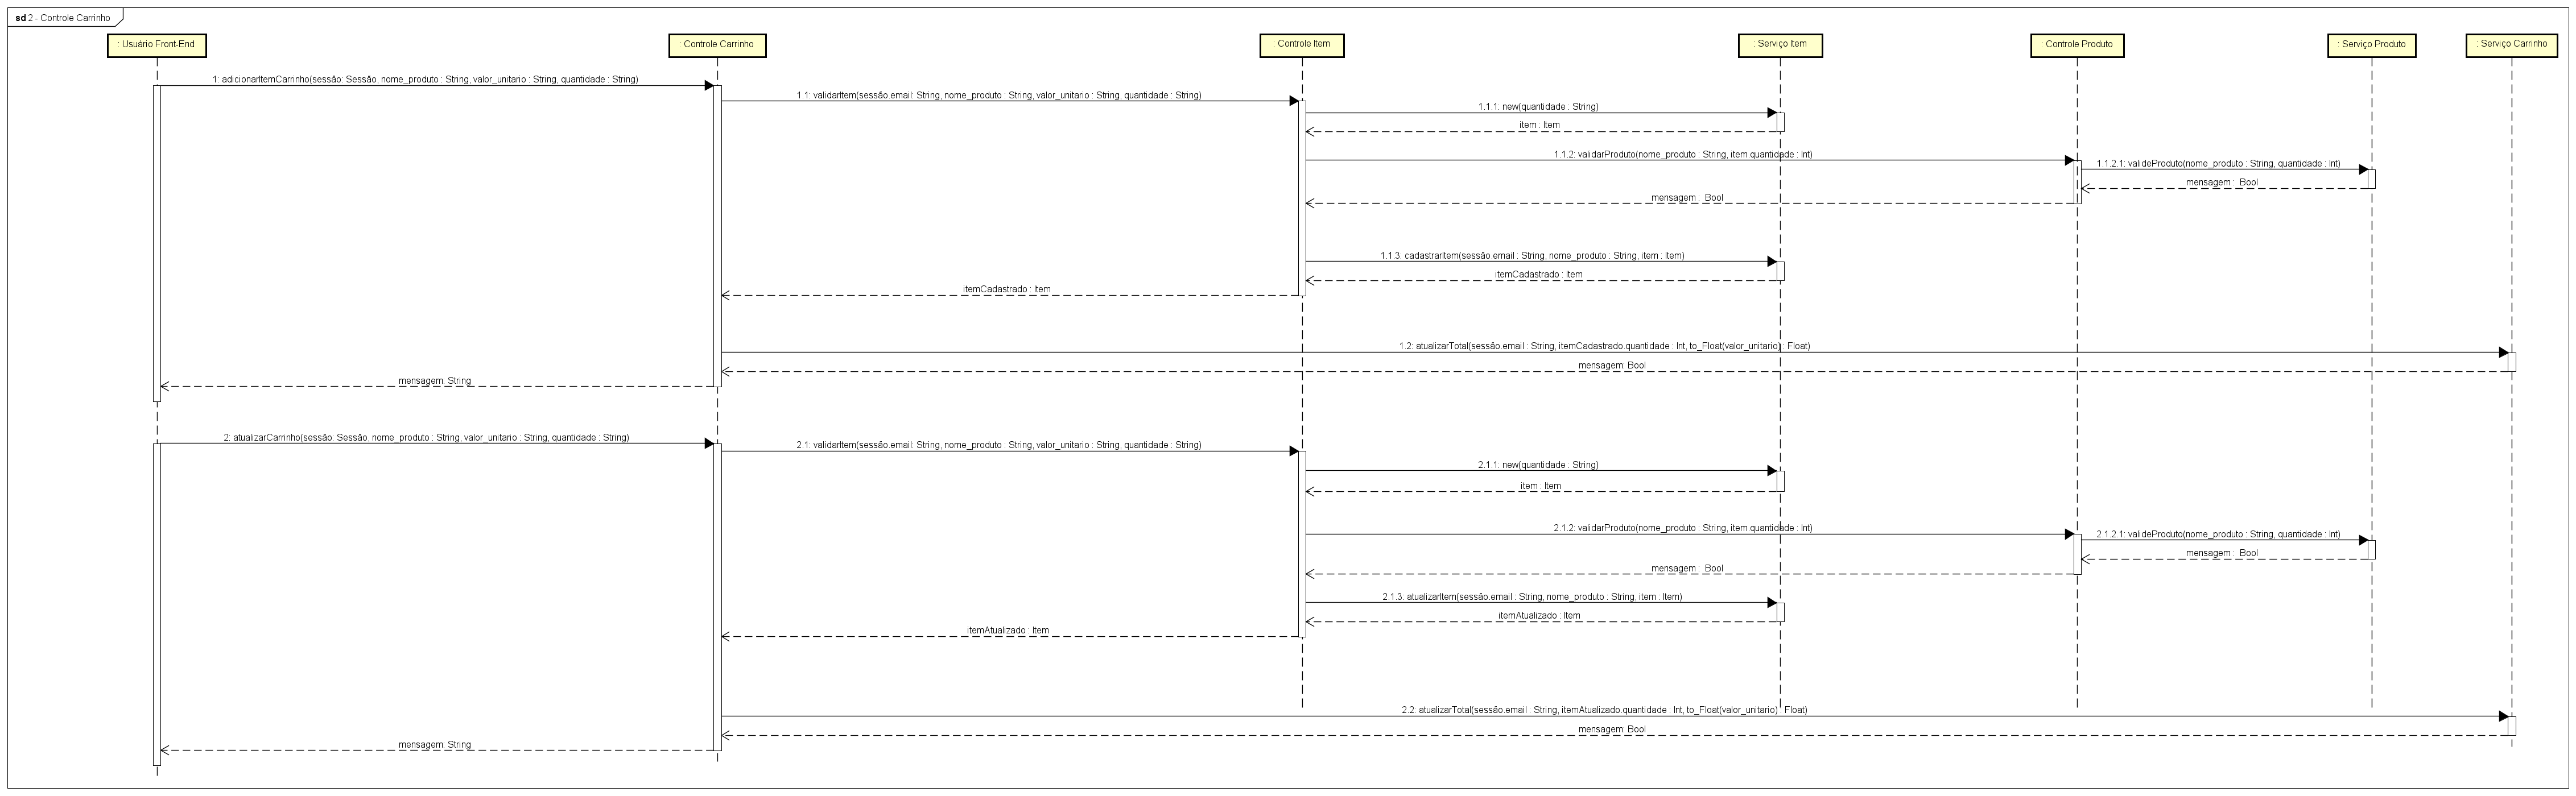 sd 2 - Controle Carrinho
: Usuário Front-End
: Controle Carrinho
: Controle Item
: Serviço Item
: Controle Produto
: Serviço Produto
: Serviço Carrinho
1: adicionarItemCarrinho(sessão: Sessão, nome_produto : String, valor_unitario : String, quantidade : String)
1.1: validarItem(sessão.email: String, nome_produto : String, valor_unitario : String, quantidade : String)
1.1.1: new(quantidade : String)
item : Item
1.1.2: validarProduto(nome_produto : String, item.quantidade : Int)
1.1.2.1: valideProduto(nome_produto : String, quantidade : Int)
mensagem : Bool
mensagem : Bool
1.1.3: cadastrarItem(sessão.email : String, nome_produto : String, item : Item)
itemCadastrado : Item
itemCadastrado : Item
1.2: atualizarTotal(sessão.email : String, itemCadastrado.quantidade : Int, to_Float(valor_unitario) : Float)
mensagem: Bool
mensagem: String
2: atualizarCarrinho(sessão: Sessão, nome_produto : String, valor_unitario : String, quantidade : String)
2.1: validarItem(sessão.email: String, nome_produto : String, valor_unitario : String, quantidade : String)
2.1.1: new(quantidade : String)
item : Item
2.1.2: validarProduto(nome_produto : String, item.quantidade : Int)
2.1.2.1: valideProduto(nome_produto : String, quantidade : Int)
mensagem : Bool
mensagem : Bool
2.1.3: atualizarItem(sessão.email : String, nome_produto : String, item : Item)
itemAtualizado : Item
itemAtualizado : Item
2.2: atualizarTotal(sessão.email : String, itemAtualizado.quantidade : Int, to_Float(valor_unitario) : Float)
mensagem: Bool
mensagem: String